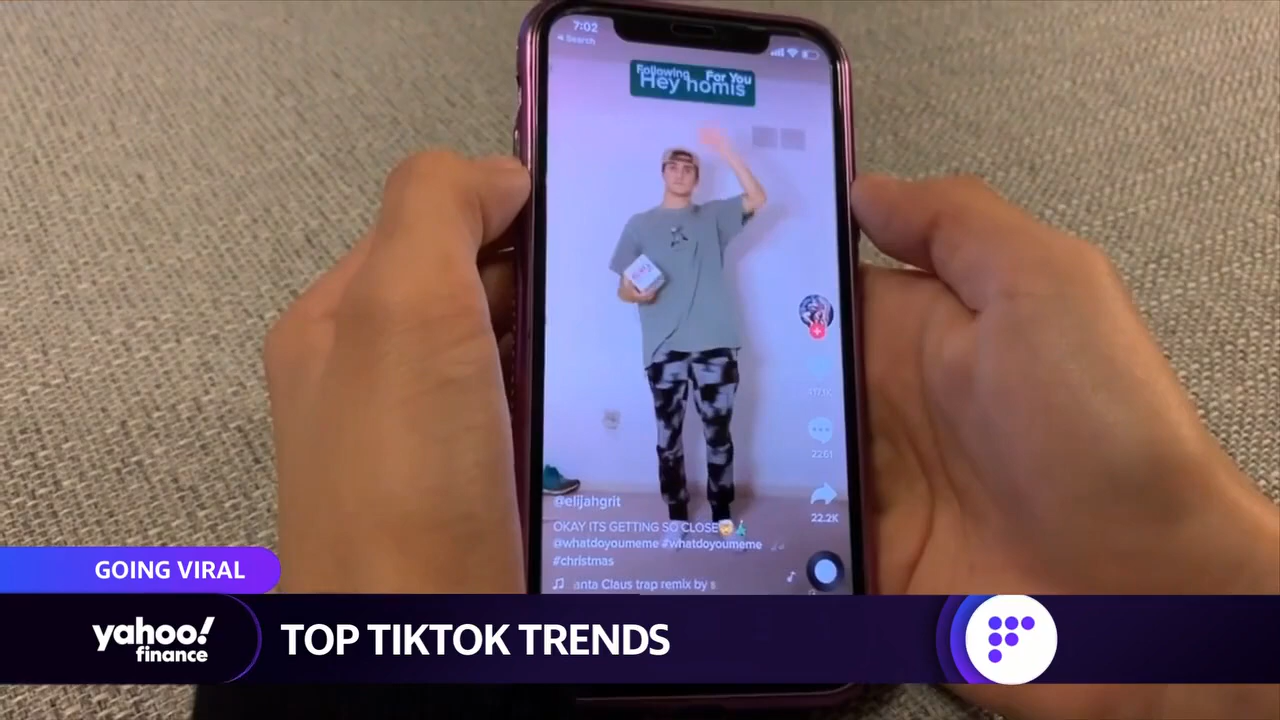 7:02
Search
Following
For You
Hey homis
2261
22.2K
@elijahgrit
OKAY ITS GETTING SO CLOSE
@whatdoyoumeme #whatdoyoumeme
#christmas
anta Claus trap remix by s
GOING VIRAL
yahoo!
finance
TOP TIKTOK TRENDS